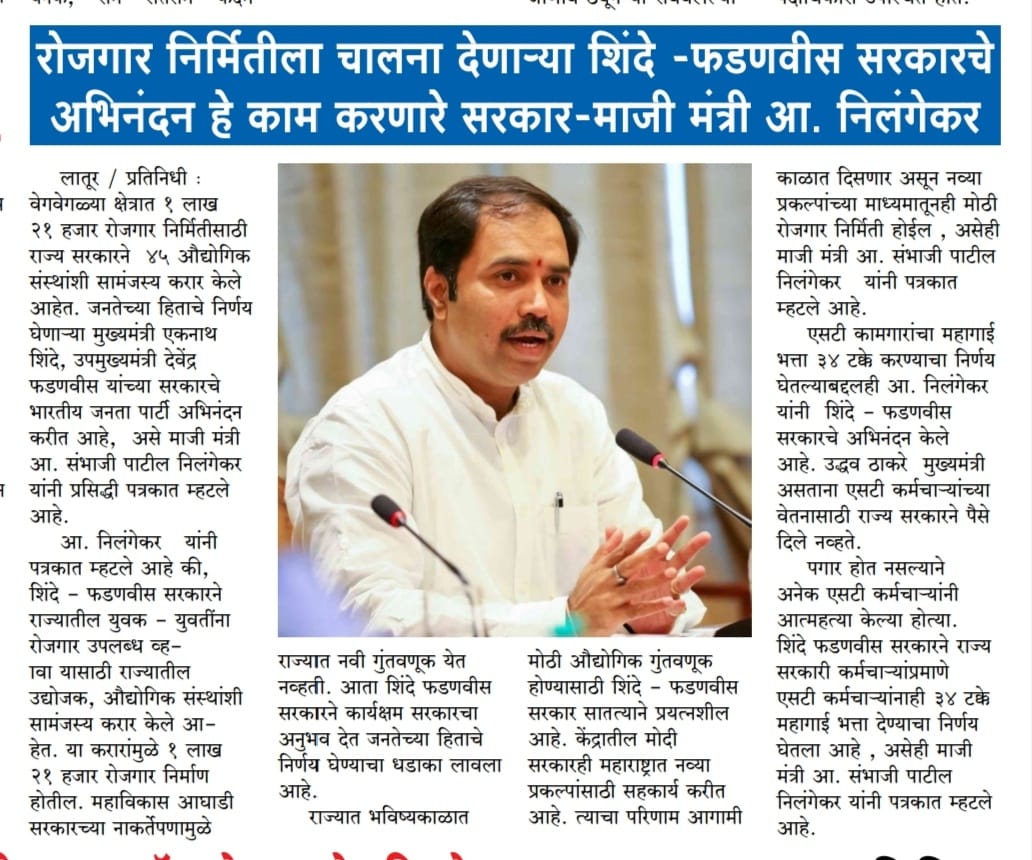 रोजगार निर्मितीला चालना देणाऱ्या शिंदे -फडणवीस सरकारचे
अभिनंदन हे काम करणारे सरकार-माजी मंत्री आ. निलंगेकर
लातूर / प्रतिनिधी :
वेगवेगळ्या क्षेत्रात १ लाख
२१ हजार रोजगार निर्मितीसाठी
राज्य सरकारने ४५ औद्योगिक
संस्थांशी सामंजस्य करार केले
आहेत. जनतेच्या हिताचे निर्णय
घेणाऱ्या मुख्यमंत्री एकनाथ
शिंदे, उपमुख्यमंत्री देवेंद्र
फडणवीस यांच्या सरकारचे
भारतीय जनता पार्टी अभिनंदन
करीत आहे, असे माजी मंत्री
आ. संभाजी पाटील निलंगेकर
यांनी प्रसिद्धी पत्रकात म्हटले
आहे.
आ. निलंगेकर यांनी
पत्रकात म्हटले आहे की,
शिंदे - फडणवीस सरकारने
राज्यातील युवक - युवतींना
रोजगार उपलब्ध व्ह-
ावा यासाठी राज्यातील
उद्योजक, औद्योगिक संस्थांशी
सामंजस्य करार केले आ-
हेत. या करारांमुळे १ लाख
२१ हजार रोजगार निर्माण
होतील. महाविकास आघाडी
सरकारच्या नाकर्तेपणामुळे
राज्यात नवी गुंतवणूक येत
नव्हती. आता शिंदे फडणवीस
सरकारने कार्यक्षम सरकारचा
अनुभव देत जनतेच्या हिताचे
निर्णय घेण्याचा धडाका लावला
आहे.
राज्यात भविष्यकाळात
मोठी औद्योगिक गुंतवणूक
होण्यासाठी शिंदे - फडणवीस
सरकार सातत्याने प्रयत्नशील
आहे. केंद्रातील मोदी
सरकारही महाराष्ट्रात नव्या
प्रकल्पांसाठी सहकार्य करीत
आहे. त्याचा परिणाम आगामी
काळात दिसणार असून नव्या
प्रकल्पाच्या माध्यमातूनही मोठी
रोजगार निर्मिती होईल , असेही
माजी मंत्री आ. संभाजी पाटील
निलंगेकर यांनी पत्रकात
म्हटले आहे.
एसटी कामगारांचा महागाई
भत्ता ३४ टक्के करण्याचा निर्णय
घेतल्याबद्दलही आ. निलंगेकर
यांनी शिंदे - फडणवीस
सरकारचे अभिनंदन केले
आहे. उद्धव ठाकरे मुख्यमंत्री
असताना एसटी कर्मचाऱ्यांच्या
वेतनासाठी राज्य सरकारने पैसे
दिले नव्हते.
पगार होत नसल्याने
अनेक एसटी कर्मचाऱ्यांनी
आत्महत्या केल्या होत्या.
शिंदे फडणवीस सरकारने राज्य
सरकारी कर्मचाऱ्यांप्रमाणे
एसटी कर्मचाऱ्यांनाही ३४ टक्के
महागाई भत्ता देण्याचा निर्णय
घेतला आहे , असेही माजी
मंत्री आ. संभाजी पाटील
निलंगेकर यांनी पत्रकात म्हटले
आहे.